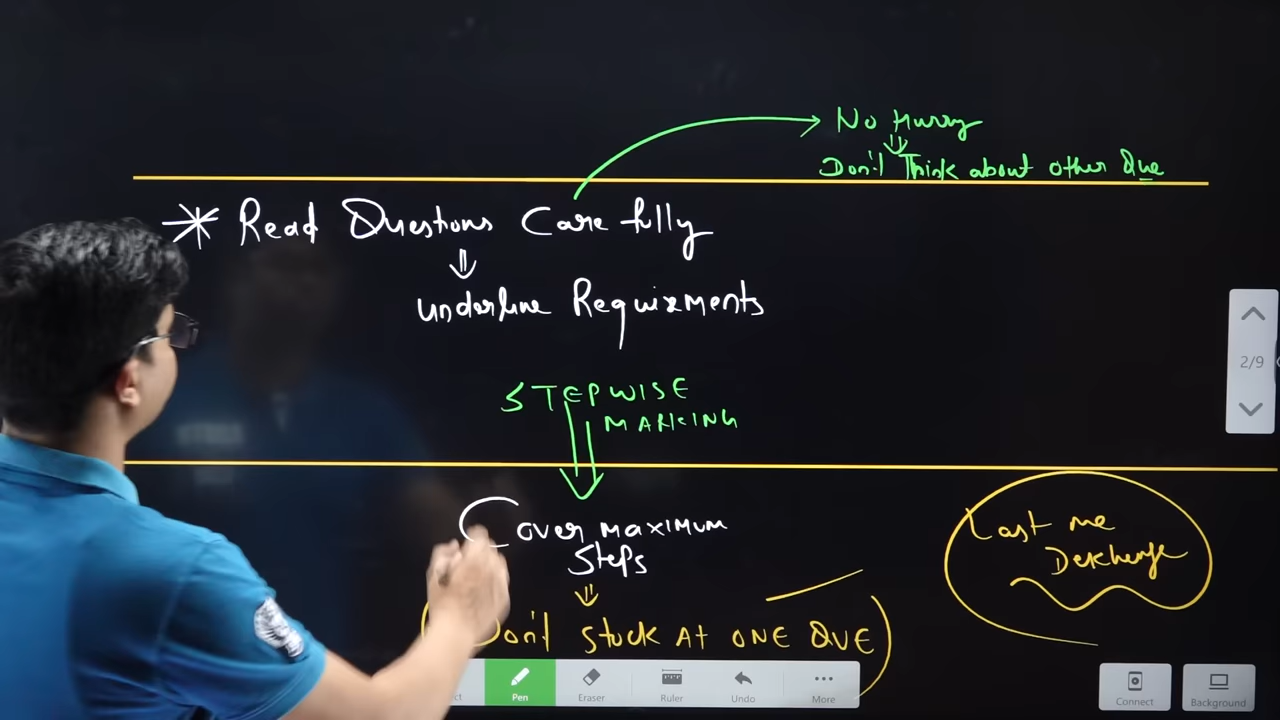 No Hurry
⇓
Don't Think about other Que
* Read Questions Carefully
⇓
underline Requirments
STEPWISE
MARKING
Cover MAXIMUM
Steps
⇓
Don't Stuck At ONE QUE
Last me
Dekhenge
2/9
Pen
Eraser
Ruler
Undo
More
Connect
Background